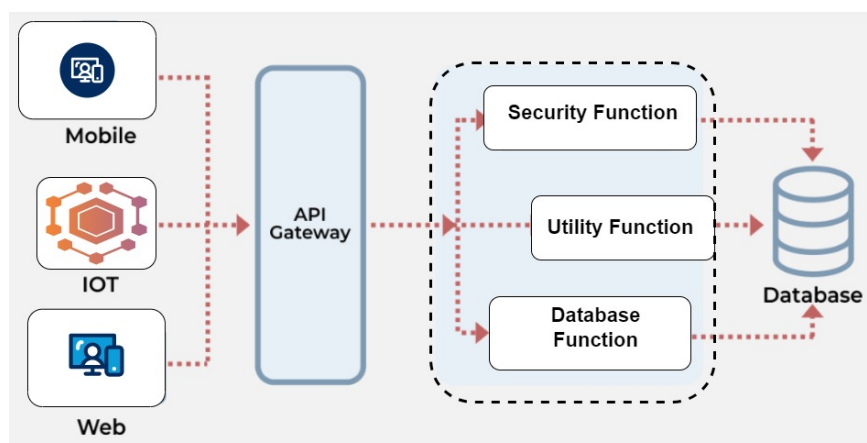 Mobile
IOT
Web
API
Gateway
Security Function
Utility Function
Database
Function
Database